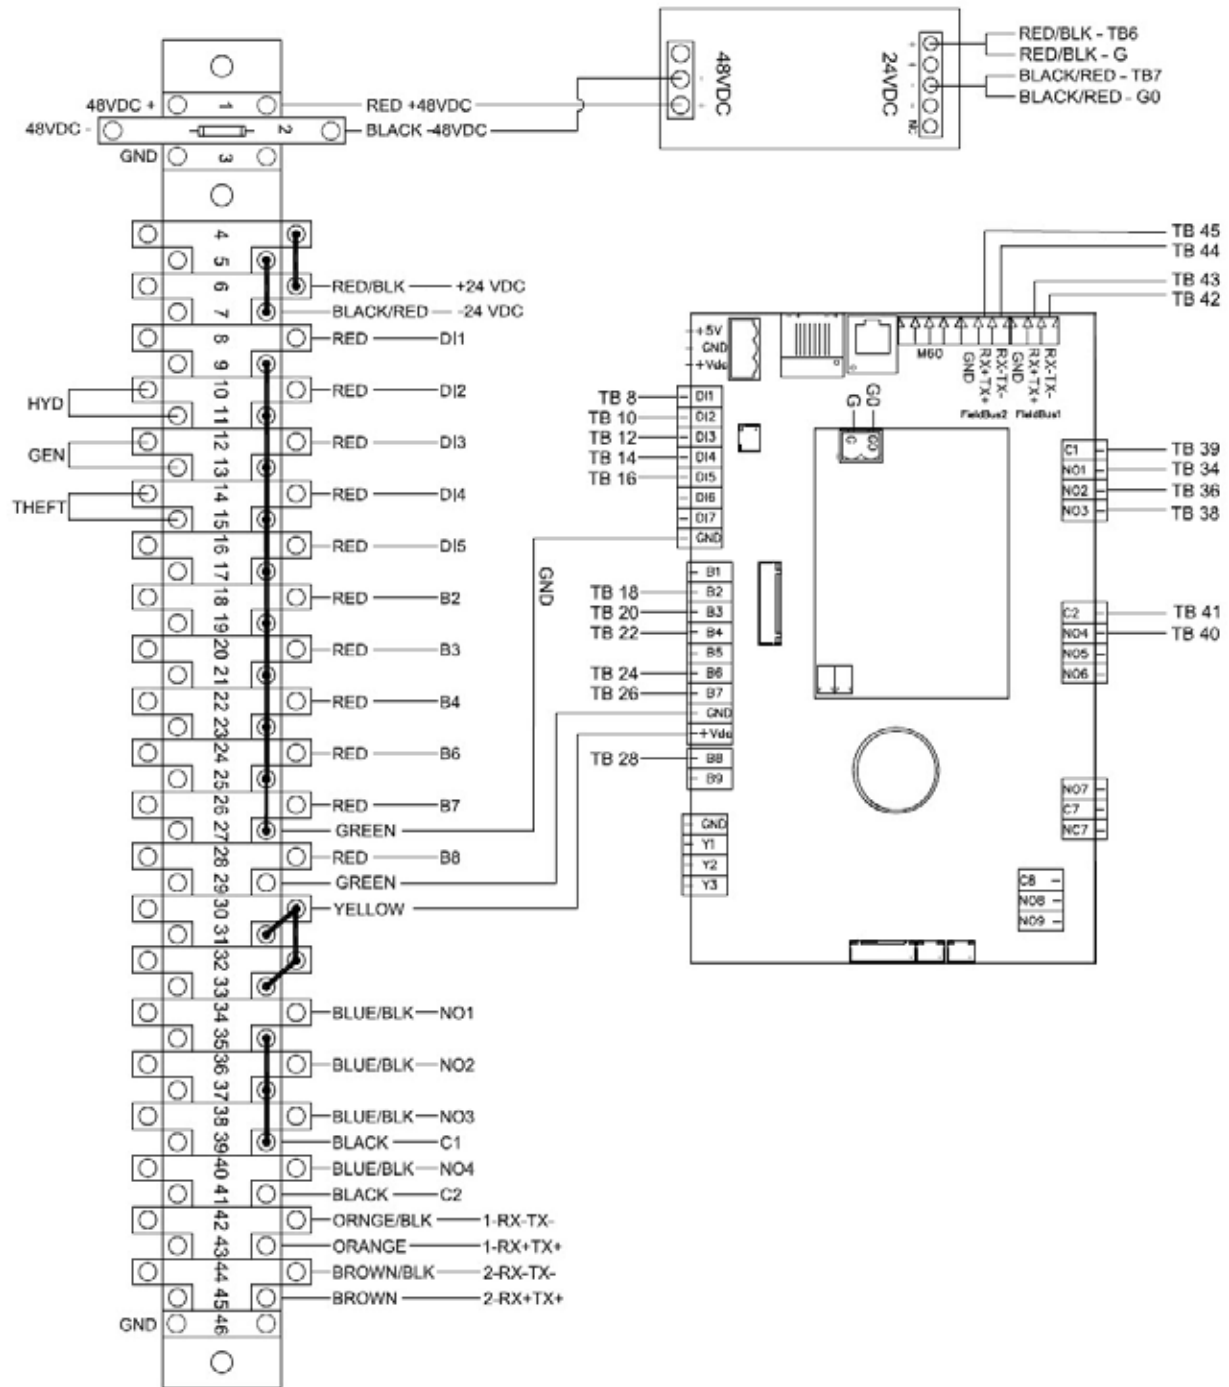 48VDC +
48VDC -
GND
1
2
3
RED +48VDC
BLACK -48VDC
48VDC
-
+
24VDC
+
+
-
-
NC
RED/BLK - TB6
RED/BLK - G
BLACK/RED - TB7
BLACK/RED - G0
4
5
6 RED/BLK +24 VDC
7 BLACK/RED -24 VDC
8 RED DI1
9
10 RED DI2
HYD
11
12 RED DI3
GEN
13
14 RED DI4
THEFT
15
16 RED DI5
17
18 RED B2
19
20 RED B3
21
22 RED B4
23
24 RED B6
25
26 RED B7
27 GREEN
28 RED B8
29 GREEN
30 YELLOW
31
32
33
34 BLUE/BLK NO1
35
36 BLUE/BLK NO2
37
38 BLUE/BLK NO3
39 BLACK C1
40 BLUE/BLK NO4
41 BLACK C2
42 ORNGE/BLK 1-RX-TX-
43 ORANGE 1-RX+TX+
44 BROWN/BLK 2-RX-TX-
45 BROWN 2-RX+TX+
GND 46
GND
TB 45
TB 44
TB 43
TB 42
+5V
GND
+Vdc
M60
GND
RX+TX+
RX-TX-
GND
RX+TX+
RX-TX-
FieldBus2 FieldBus1
G
G0
G
G0
TB 8 DI1
TB 10 DI2
TB 12 DI3
TB 14 DI4
TB 16 DI5
DI6
DI7
GND
B1
TB 18 B2
TB 20 B3
TB 22 B4
B5
TB 24 B6
TB 26 B7
GND
+Vdc
TB 28 B8
B9
GND
Y1
Y2
Y3
C1 TB 39
NO1 TB 34
NO2 TB 36
NO3 TB 38
C2 TB 41
NO4 TB 40
NO5
NO6
NO7
C7
NC7
C8
NO8
NO9